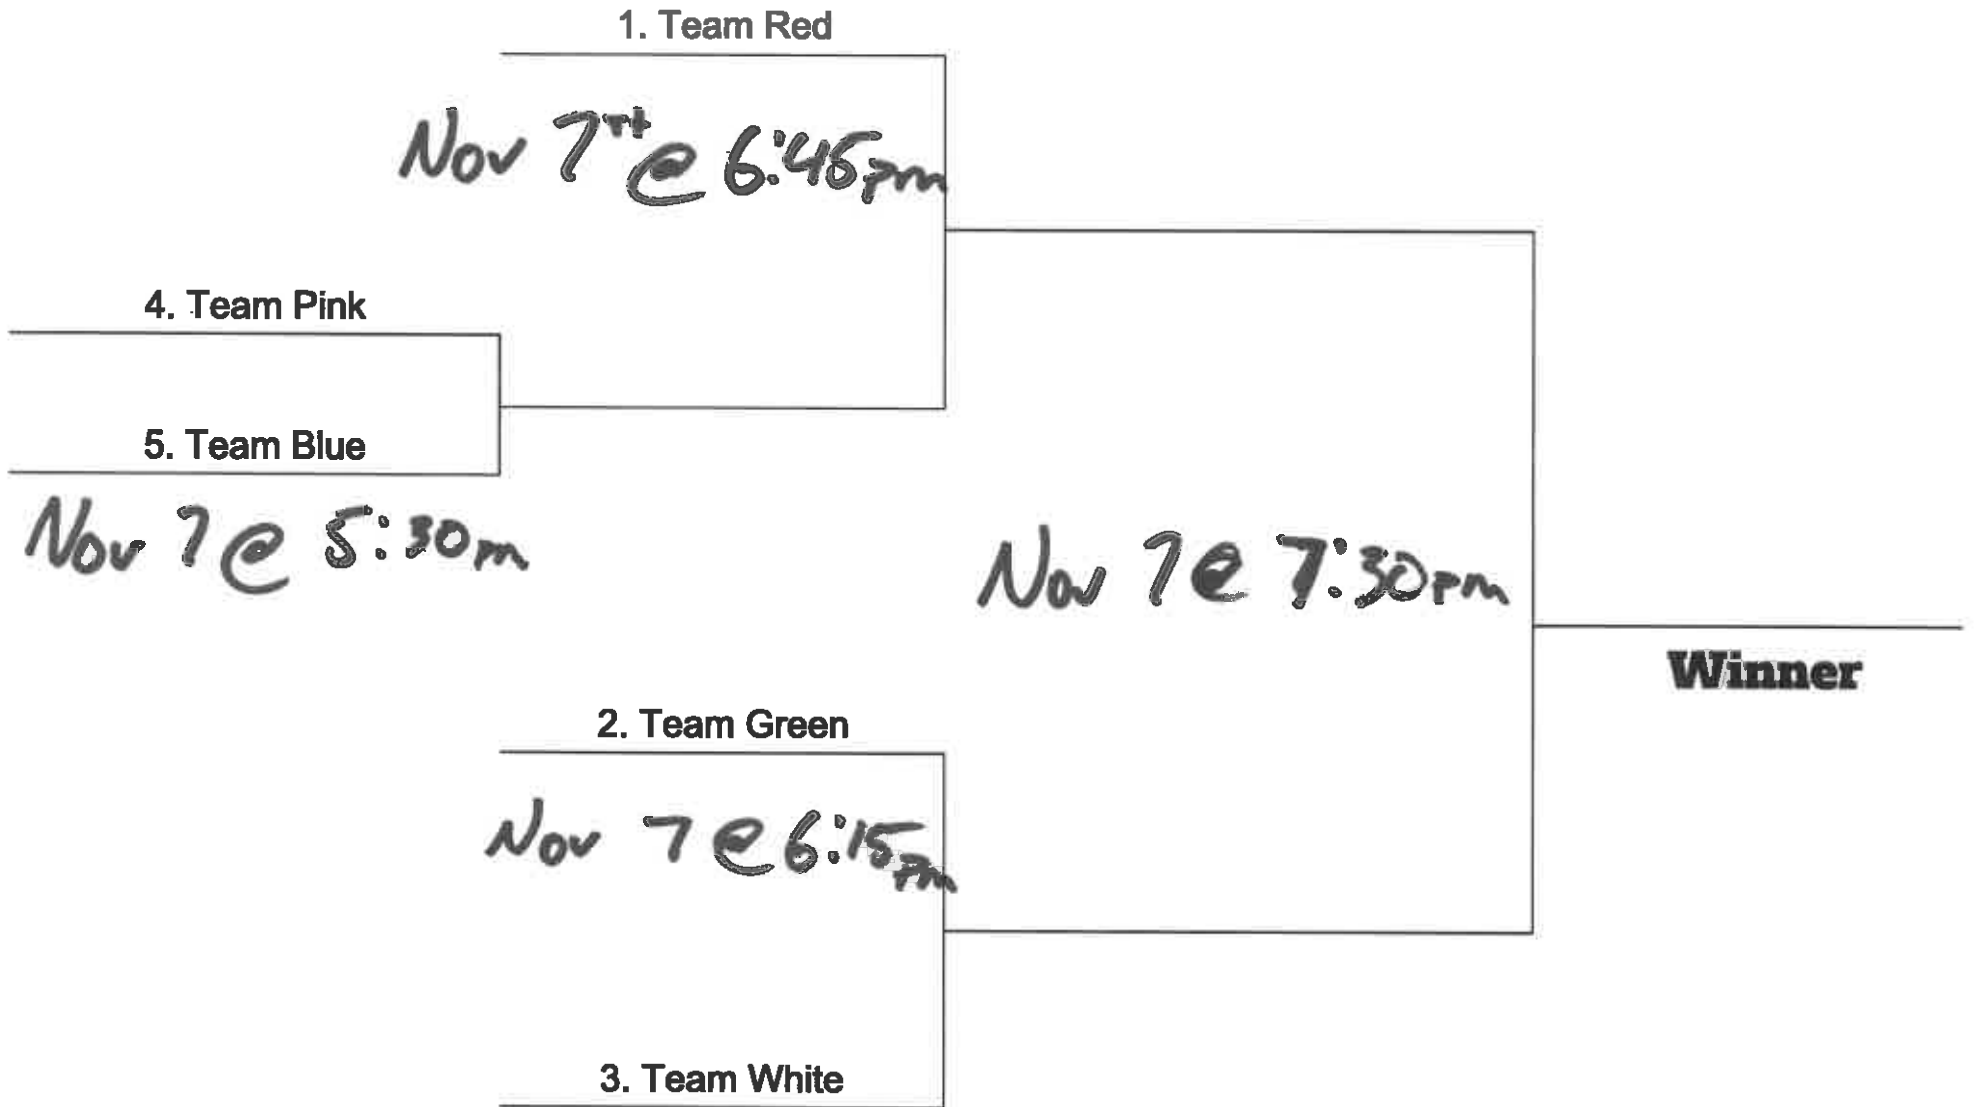 1. Team Red
Nov 7TH @ 6:45pm
4. Team Pink
5. Team Blue
Nov 7 @ 5:30pm
Nov 7 @ 7:30pm
Winner
2. Team Green
Nov 7 @ 6:15pm
3. Team White